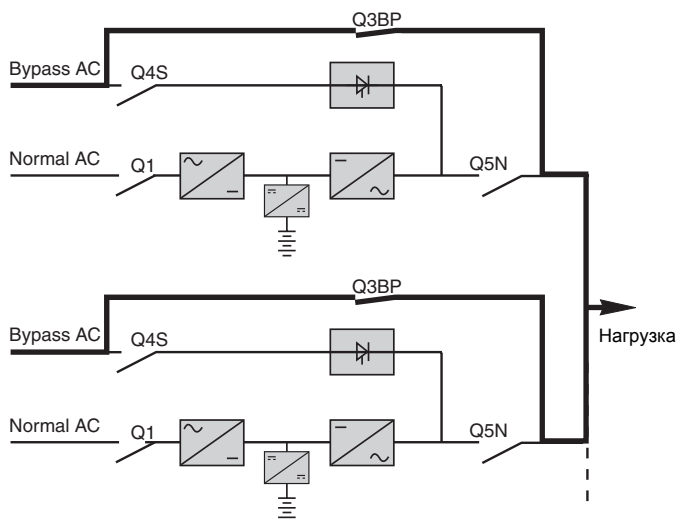 Q3BP
Bypass AC
Q4S
Normal AC
Q1
Q5N
Q3BP
Bypass AC
Q4S
Нагрузка
Normal AC
Q1
Q5N